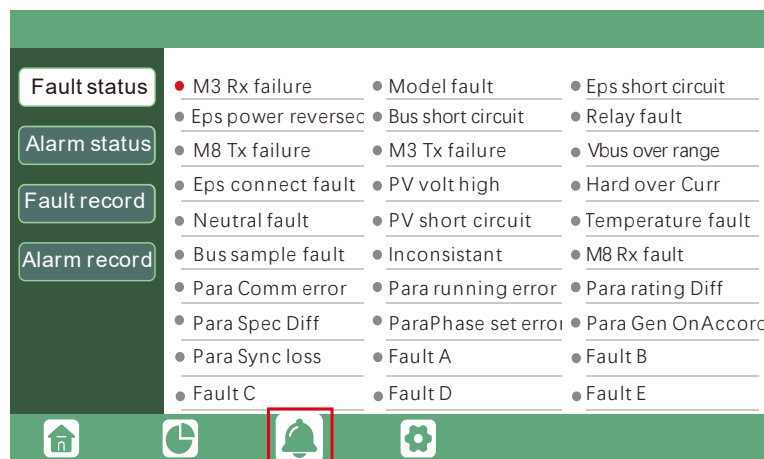 Fault status
Alarm status
Fault record
Alarm record
M3 Rx failure Model fault Eps short circuit
Eps power reversec Bus short circuit Relay fault
M8 Tx failure M3 Tx failure Vbus over range
Eps connect fault PV volt high Hard over Curr
Neutral fault PV short circuit Temperature fault
Bus sample fault Inconsistant M8 Rx fault
Para Comm error Para running error Para rating Diff
Para Spec Diff ParaPhase set error Para Gen OnAccord
Para Sync loss Fault A Fault B
Fault C Fault D Fault E